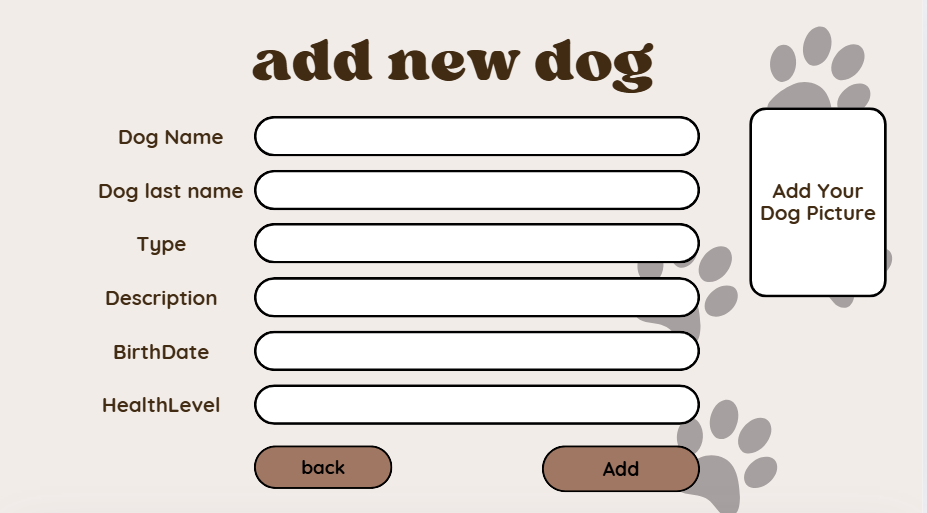 add new dog
Dog Name
Dog last name
Type
Description
BirthDate
HealthLevel
Add Your
Dog Picture
back
Add